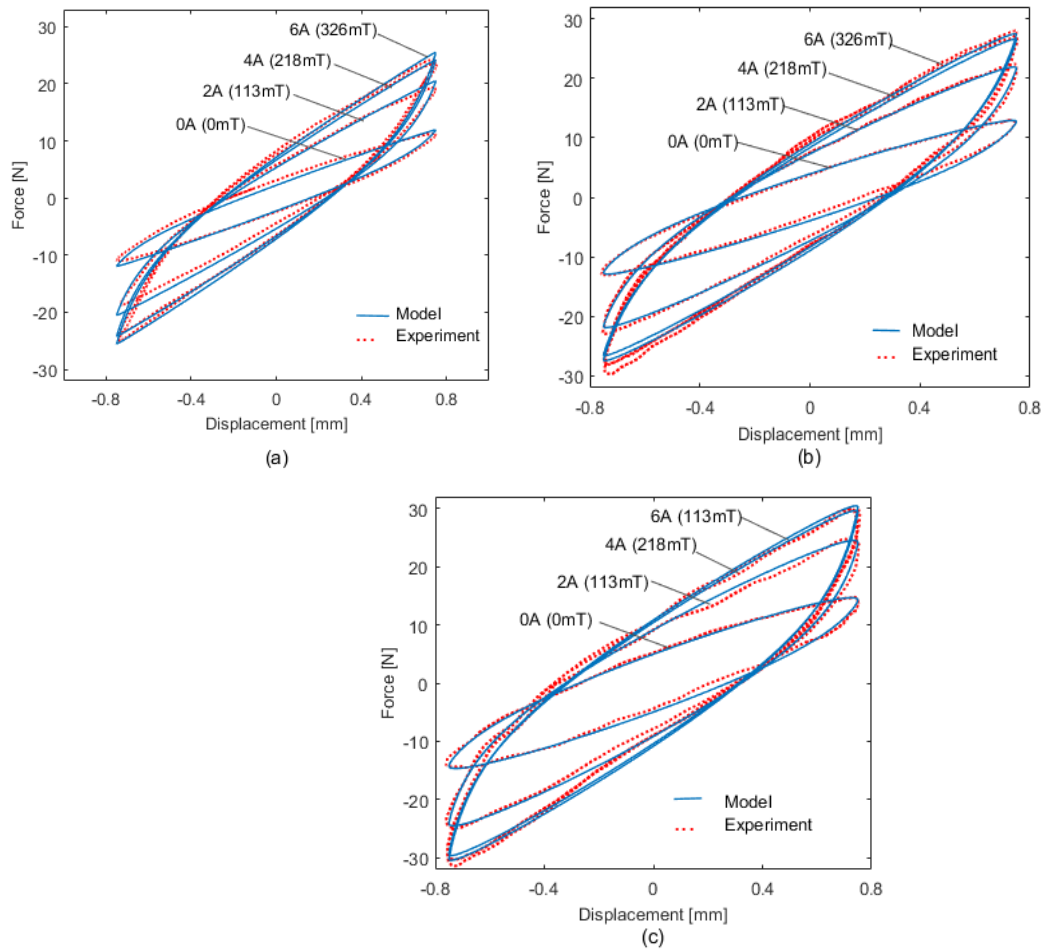 30
20
10
0
-10
-20
-30
Force [N]
6A (326mT)
4A (218mT)
2A (113mT)
0A (0mT)
Model
Experiment
-0.8
-0.4
0
0.4
0.8
Displacement [mm]
(a)
30
20
10
0
-10
-20
-30
Force [N]
6A (326mT)
4A (218mT)
2A (113mT)
0A (0mT)
Model
Experiment
-0.8
-0.4
0
0.4
0.8
Displacement [mm]
(b)
30
20
10
0
-10
-20
-30
Force [N]
6A (113mT)
4A (218mT)
2A (113mT)
0A (0mT)
Model
Experiment
-0.8
-0.4
0
0.4
0.8
Displacement [mm]
(c)